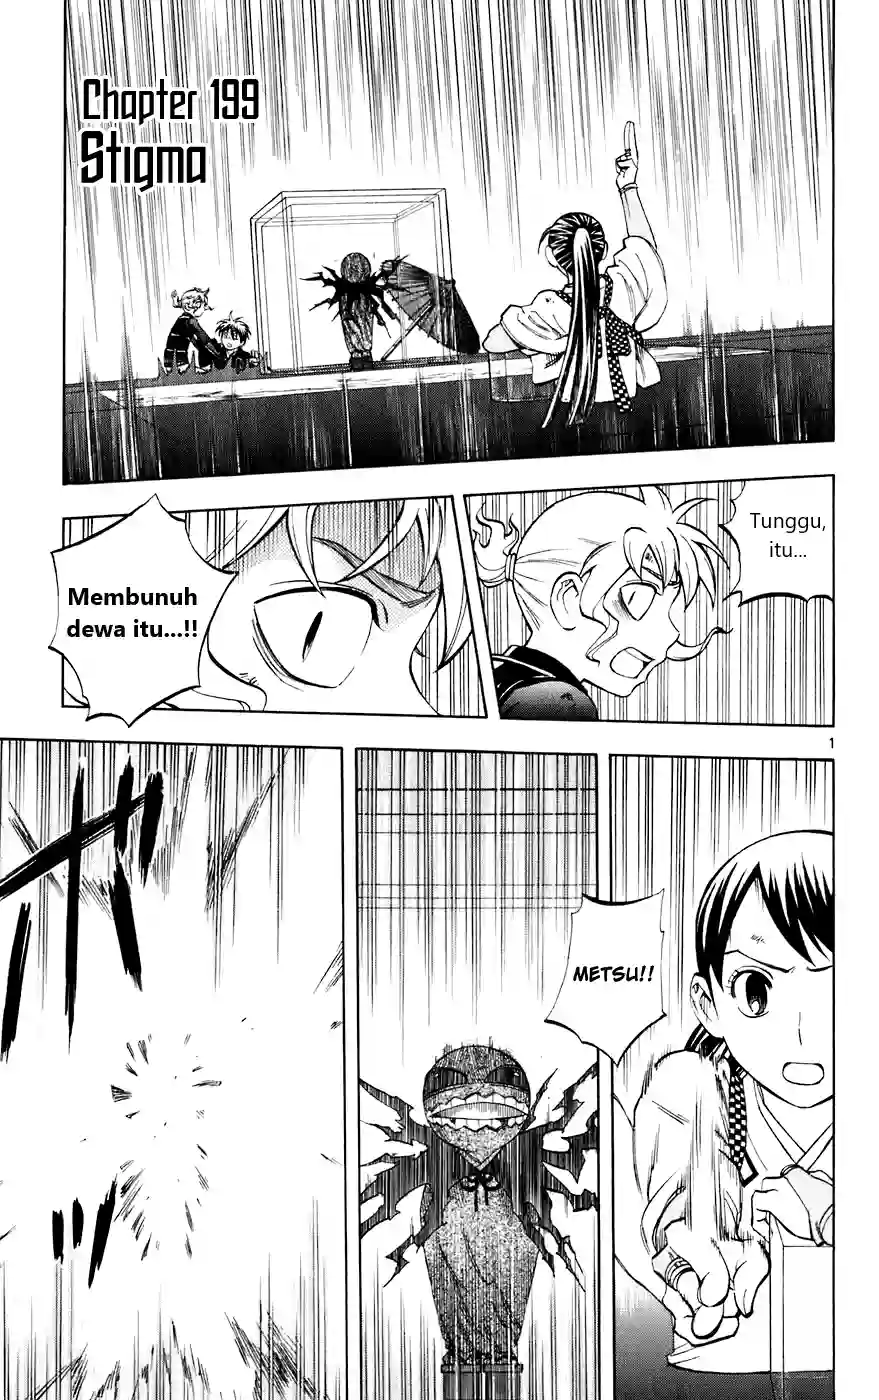 Chapter 199
Stigma
Tunggu,
itu...
Membunuh
dewa itu...!!
1
METSU!!